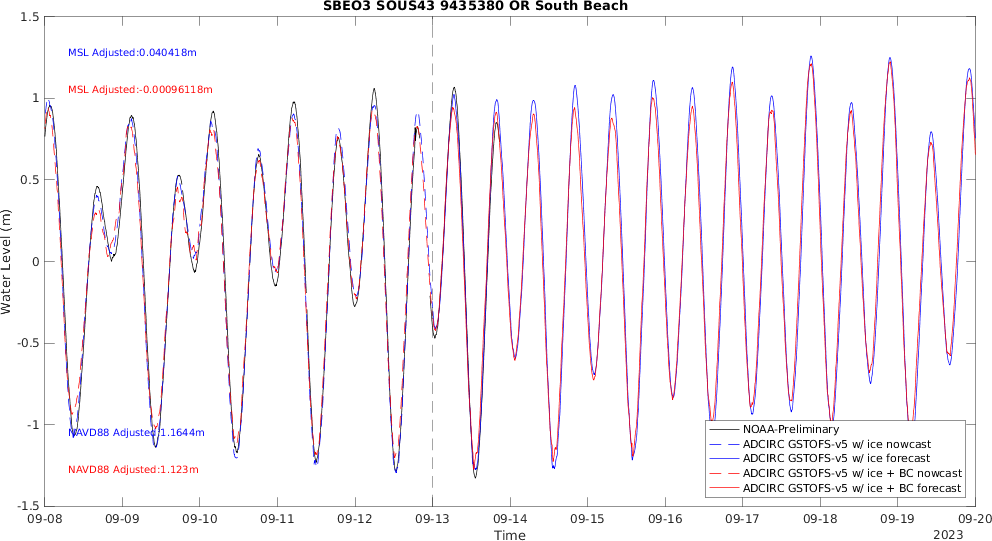 SBEO3 SOUS43 9435380 OR South Beach
1.5
1
0.5
0
-0.5
-1
-1.5
Water Level (m)
MSL Adjusted:0.040418m
MSL Adjusted:-0.00096118m
NAVD88 Adjusted:1.1644m
NAVD88 Adjusted:1.123m
NOAA-Preliminary
ADCIRC GSTOFS-v5 w/ ice nowcast
ADCIRC GSTOFS-v5 w/ ice forecast
ADCIRC GSTOFS-v5 w/ ice + BC nowcast
ADCIRC GSTOFS-v5 w/ ice + BC forecast
09-08 09-09 09-10 09-11 09-12 09-13 09-14 09-15 09-16 09-17 09-18 09-19 09-20
Time
2023